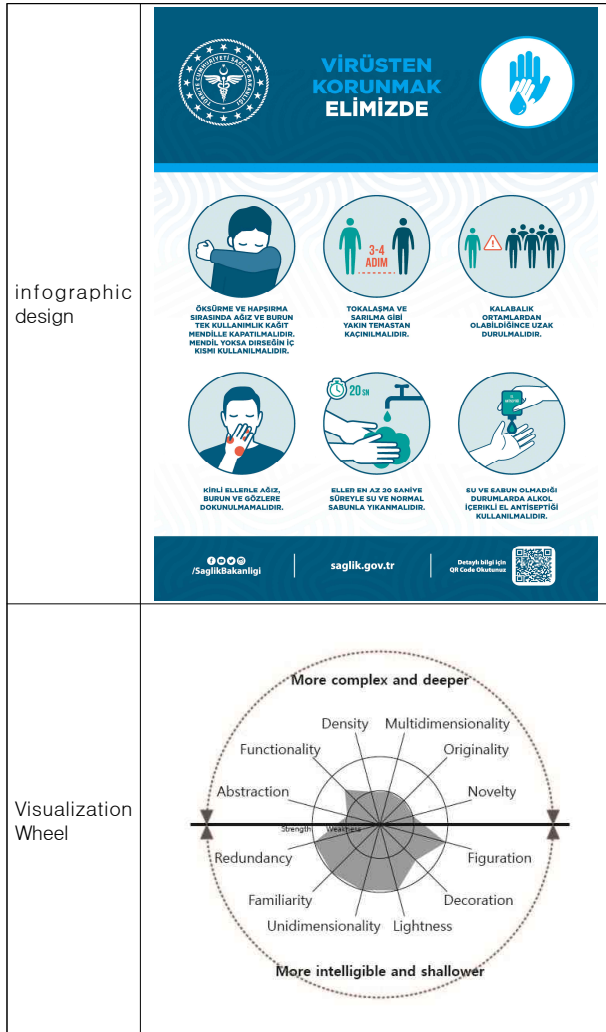 infographic
design
TÜRKİYE CUMHURİYETİ SAĞLIK BAKANLIĞI
VİRÜSTEN
KORUNMAK
ELİMİZDE
ÖKSÜRME VE HAPŞIRMA
SIRASINDA AĞIZ VE BURUN
TEK KULLANIMLIK KAĞIT
MENDİLLE KAPATILMALIDIR.
MENDİL YOKSA DIRSEĞİN İÇ
KISMI KULLANILMALIDIR.
3-4
ADIM
TOKALAŞMA VE
SARILMA GİBİ
YAKIN TEMASTAN
KAÇINILMALIDIR.
KALABALIK
ORTAMLARDAN
OLABİLDİĞİNCE UZAK
DURULMALIDIR.
KİRLİ ELLERLE AĞIZ,
BURUN VE GÖZLERE
DOKUNULMAMALIDIR.
20 SN
ELLER EN AZ 20 SANİYE
SÜREYLE SU VE NORMAL
SABUNLA YIKANMALIDIR.
SU VE SABUN OLMADIĞI
DURUMLARDA ALKOL
İÇERİKLİ EL ANTİSEPTİĞİ
KULLANILMALIDIR.
/SaglikBakanligi
saglik.gov.tr
Detaylı bilgi için
QR Code Okutunuz
Visualization
Wheel
More complex and deeper
Density Multidimensionality
Functionality Originality
Abstraction Novelty
Strength Weakness
Redundancy Figuration
Familiarity Decoration
Unidimensionality Lightness
More intelligible and shallower